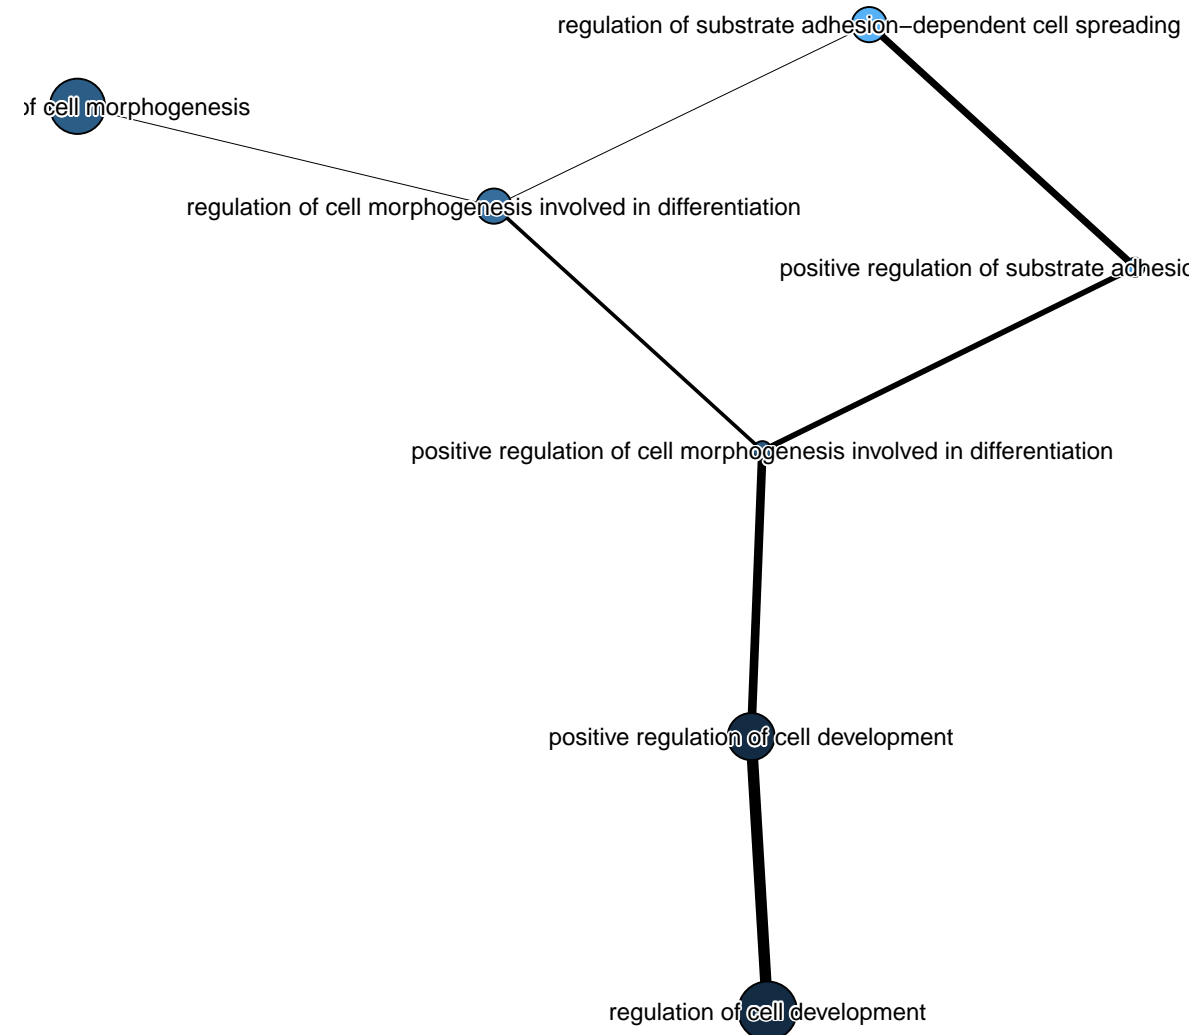 regulation of substrate adhesion−dependent cell spreading
of cell morphogenesis
regulation of cell morphogenesis involved in differentiation
positive regulation of substrate
positive regulation of cell morphogenesis involved in differentiation
positive regulation of cell development
regulation of cell development